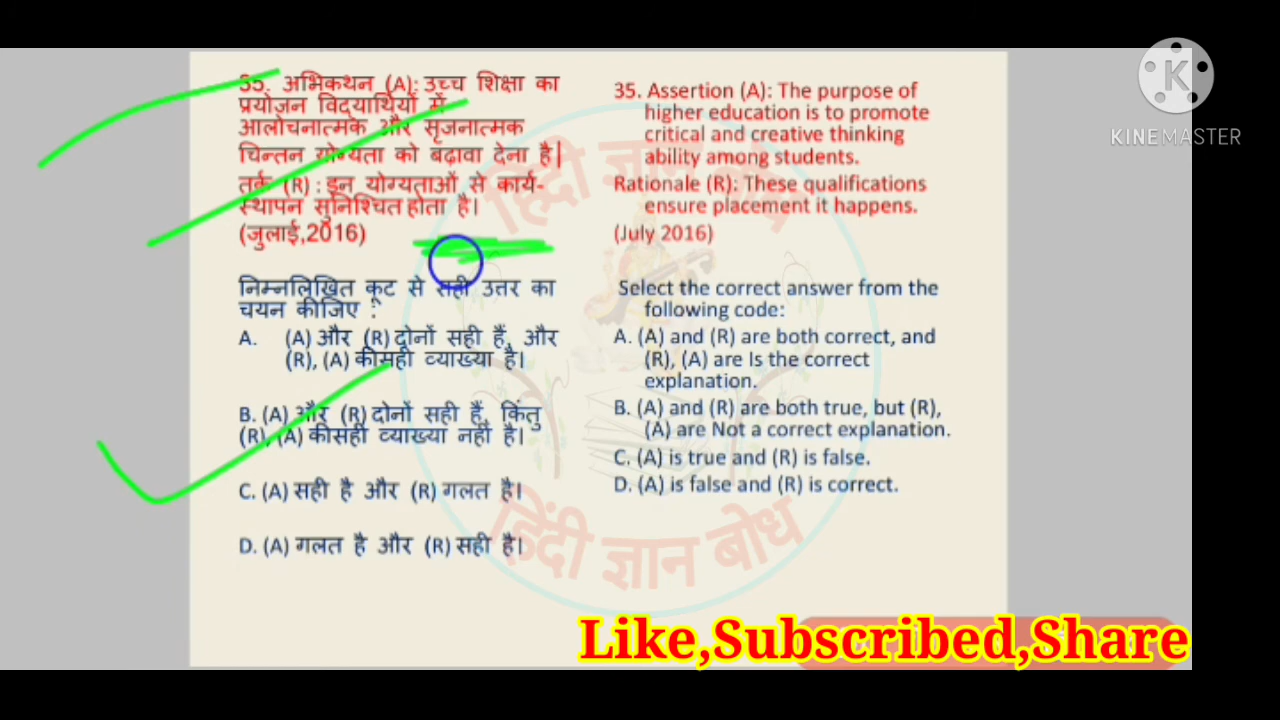 35. अभिकथन (A): उच्च शिक्षा का
प्रयोजन विद्यार्थियों में
आलोचनात्मक और सृजनात्मक
चिन्तन योग्यता को बढ़ावा देना है|
तर्क (R) : इन योग्यताओं से कार्य-
स्थापन सुनिश्चित होता है।
(जुलाई,2016)
निम्नलिखित कूट से सही उत्तर का
चयन कीजिए :
A. (A) और (R) दोनों सही हैं, और
(R), (A) कीसही व्याख्या है।
B. (A) और (R) दोनों सही हैं, किंतु
(R), (A) कीसही व्याख्या नहीं है।
C. (A) सही है और (R) गलत है।
D. (A) गलत है और (R) सही है।
35. Assertion (A): The purpose of
higher education is to promote
critical and creative thinking
ability among students.
Rationale (R): These qualifications
ensure placement it happens.
(July 2016)
Select the correct answer from the
following code:
A. (A) and (R) are both correct, and
(R), (A) are Is the correct
explanation.
B. (A) and (R) are both true, but (R),
(A) are Not a correct explanation.
C. (A) is true and (R) is false.
D. (A) is false and (R) is correct.
हिंदी ज्ञान बोध
हिंदी ज्ञान बोध
K
KINEMASTER
Like,Subscribed,Share